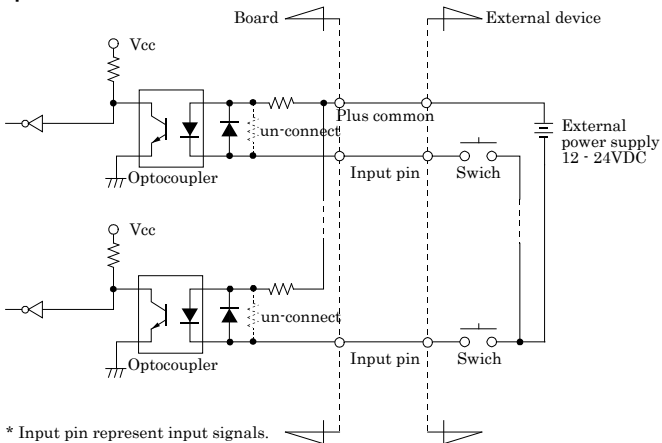 Board
External device
Vcc
Plus common
un-connect
External
power supply
12 - 24VDC
Optocoupler
Input pin
Swich
Vcc
un-connect
Optocoupler
Input pin
Swich
* Input pin represent input signals.